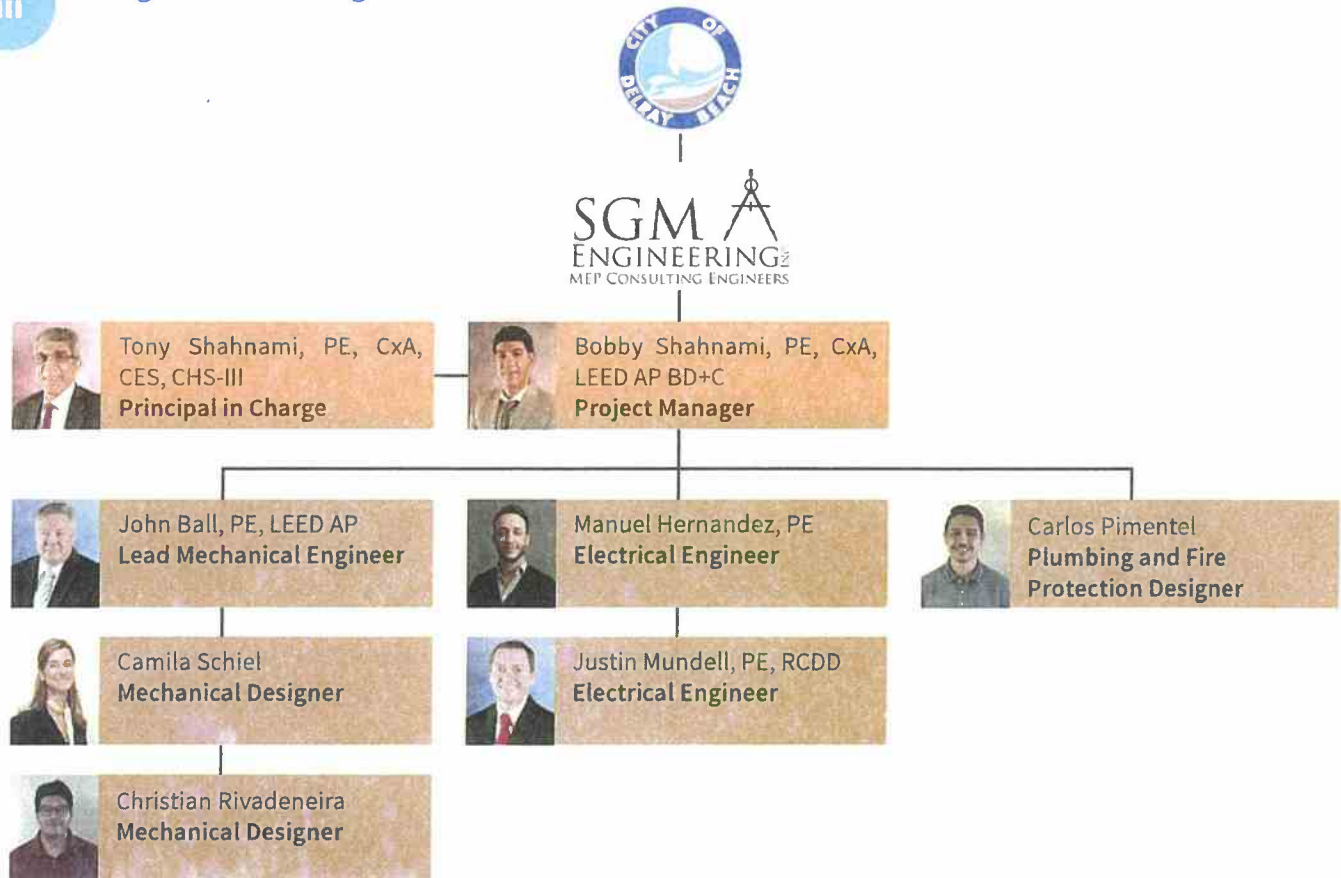 CITY OF
DELRAY BEACH
SGM
ENGINEERING INC
MEP CONSULTING ENGINEERS
Tony Shahnami, PE, CxA,
CES, CHS-III
Principal in Charge
Bobby Shahnami, PE, CxA,
LEED AP BD+C
Project Manager
John Ball, PE, LEED AP
Lead Mechanical Engineer
Manuel Hernandez, PE
Electrical Engineer
Carlos Pimentel
Plumbing and Fire
Protection Designer
Camila Schiel
Mechanical Designer
Justin Mundell, PE, RCDD
Electrical Engineer
Christian Rivadeneira
Mechanical Designer